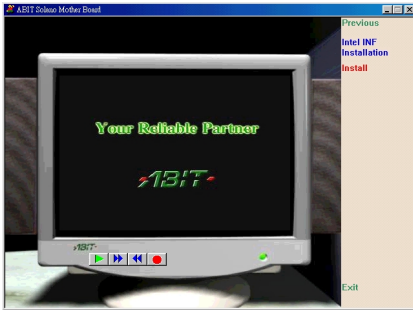 ABIT Solano Mother Board
Previous
Intel INF
Installation
Install
Your Reliable Partner
ABIT
ABIT
Exit